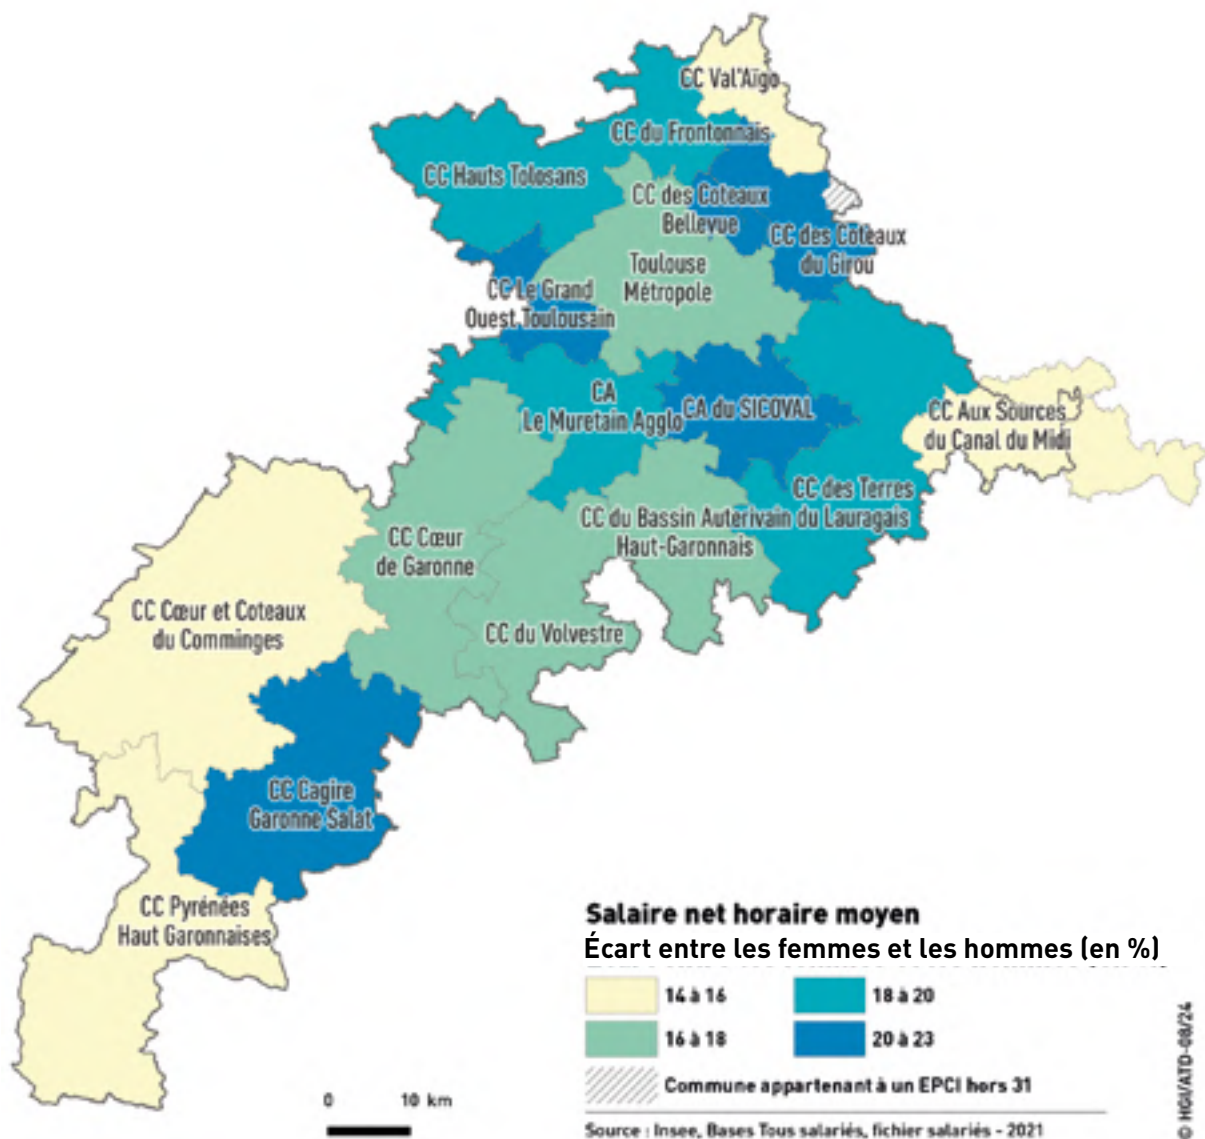 CC Val'Aïgo
CC du Frontonnais
CC Hauts Tolosans
CC des Coteaux
Bellevue
CC des Coteaux
du Girou
Toulouse
Métropole
CC Le Grand
Ouest Toulousain
CA
Le Muretain Agglo
CA du SICOVAL
CC Aux Sources
du Canal du Midi
CC des Terres
du Lauragais
CC du Bassin Auterivain
Haut-Garonnais
CC Cœur
de Garonne
CC Cœur et Coteaux
du Comminges
CC du Volvestre
CC Cagire
Garonne Salat
CC Pyrénées
Haut Garonnaises
Salaire net horaire moyen
Écart entre les femmes et les hommes (en %)
14 à 16
18 à 20
16 à 18
20 à 23
Commune appartenant à un EPCI hors 31
0 10 km
Source : Insee, Bases Tous salariés, fichier salariés - 2021
© HGI/ATD-08/24